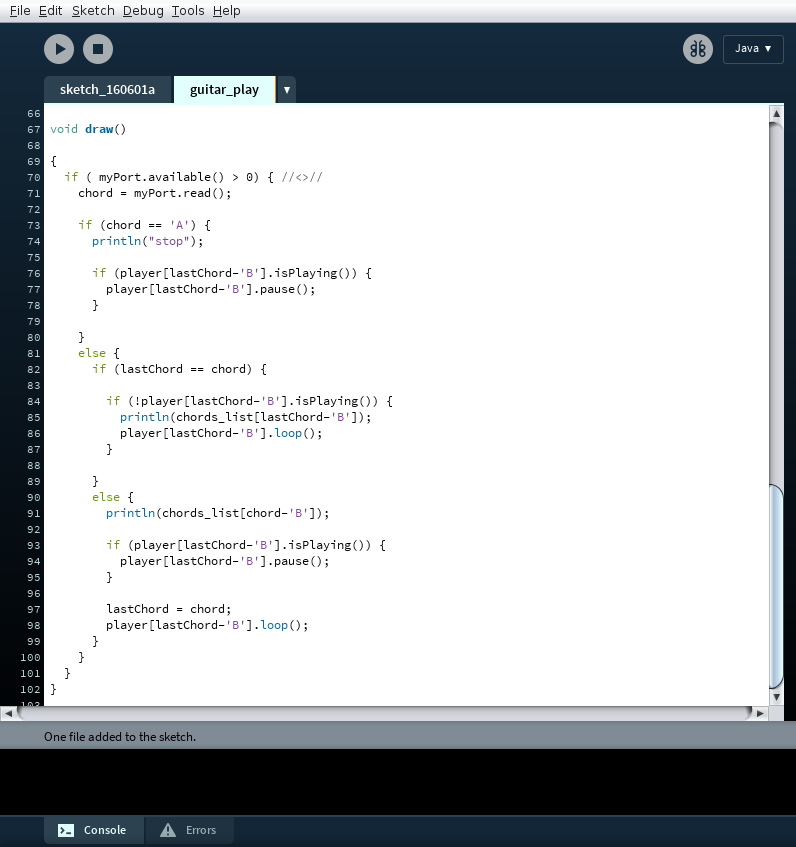 File Edit Sketch Debug Tools Help
Java ▼
sketch_160601a guitar_play ▼
66
67 void draw()
68
69 {
70   if ( myPort.available() > 0) { //<>//
71     chord = myPort.read();
72
73     if (chord == 'A') {
74       println("stop");
75
76       if (player[lastChord-'B'].isPlaying()) {
77         player[lastChord-'B'].pause();
78       }
79
80     }
81     else {
82       if (lastChord == chord) {
83
84         if (!player[lastChord-'B'].isPlaying()) {
85           println(chords_list[lastChord-'B']);
86           player[lastChord-'B'].loop();
87         }
88
89       }
90       else {
91         println(chords_list[chord-'B']);
92
93         if (player[lastChord-'B'].isPlaying()) {
94           player[lastChord-'B'].pause();
95         }
96
97         lastChord = chord;
98         player[lastChord-'B'].loop();
99       }
100     }
101   }
102 }
103
One file added to the sketch.
Console Errors